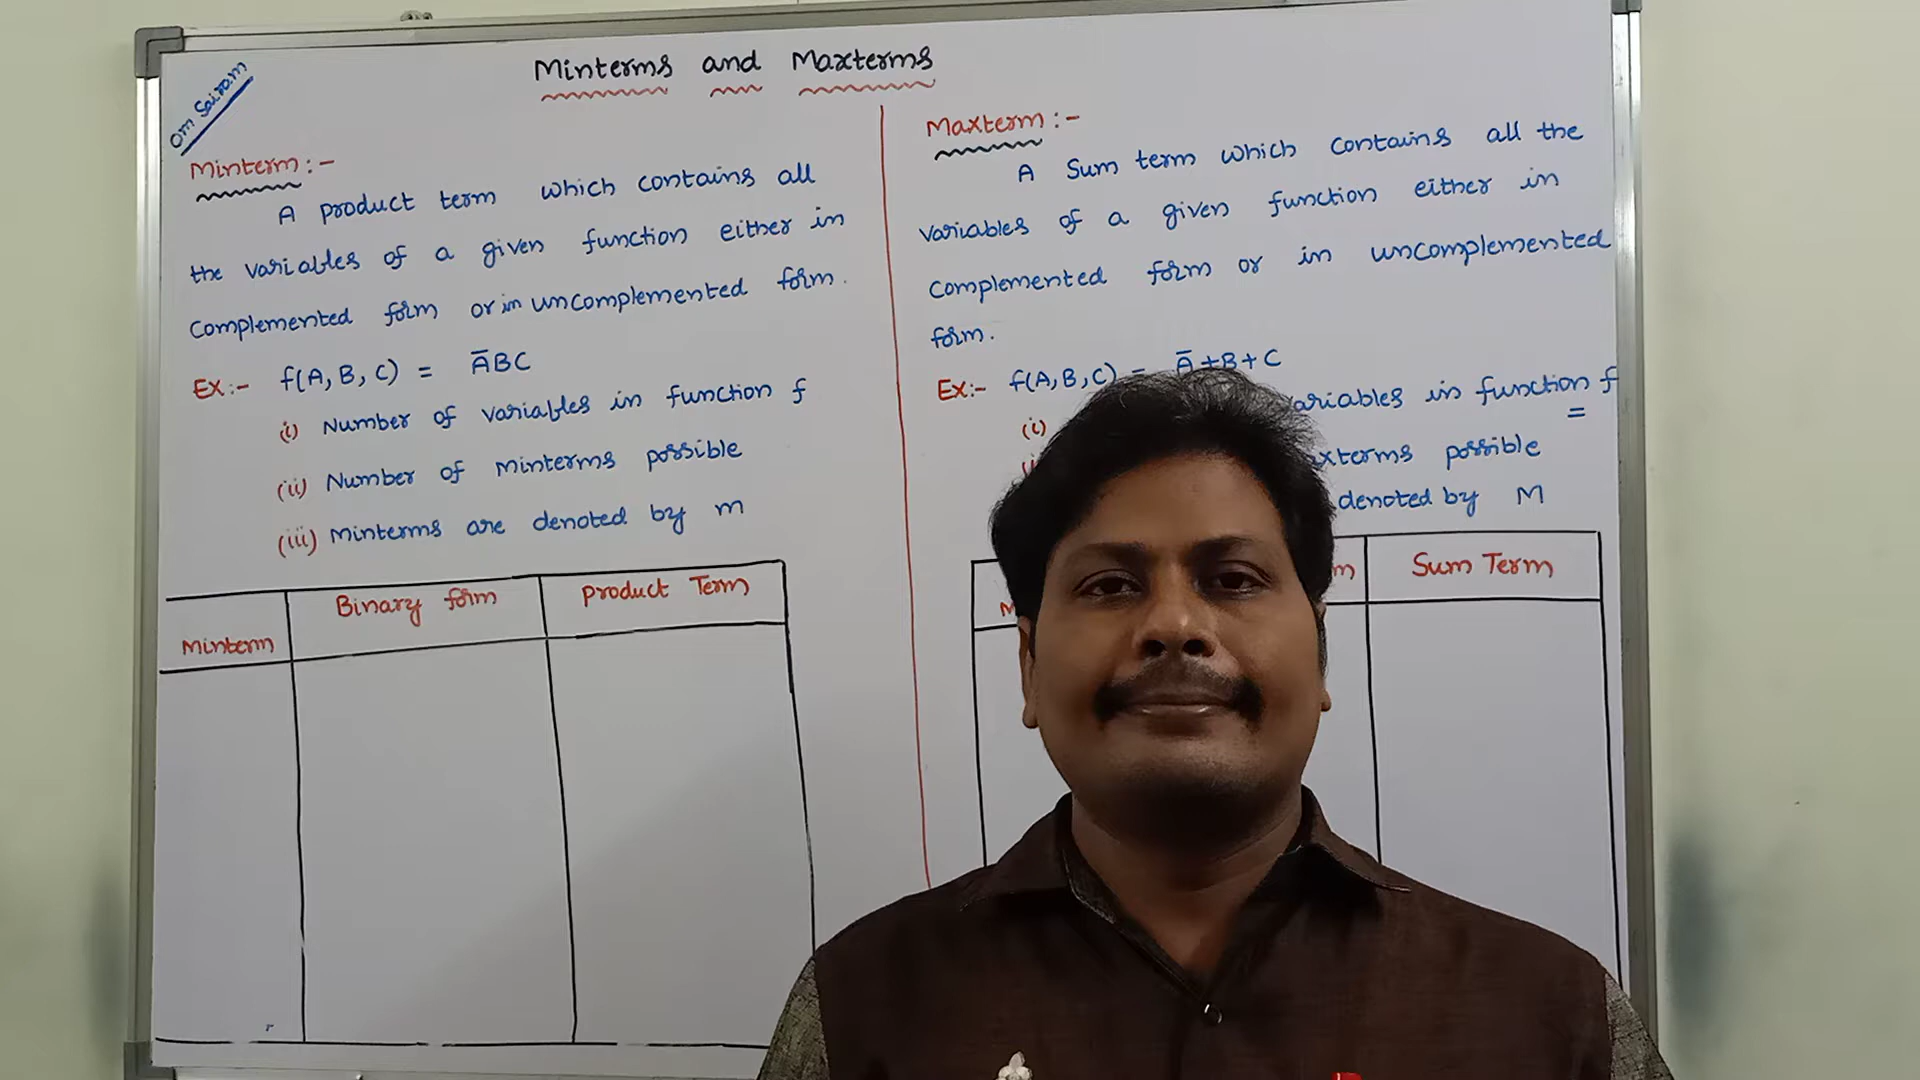 Om Sairam
Minterms and Maxterms
Minterm :-
A product term which contains all
the variables of a given function either in
Complemented form or in uncomplemented form.
Ex:- f(A, B, C) = A̅BC
(i) Number of variables in function f
(ii) Number of Minterms possible
(iii) Minterms are denoted by m
Minterm Binary form Product Term
Maxterm :-
A Sum term which contains all the
variables of a given function either in
Complemented form or in uncomplemented
form.
Ex:- f(A, B, C) = A̅+B+C
(i) variables in function f
possible
denoted by M
Sum Term